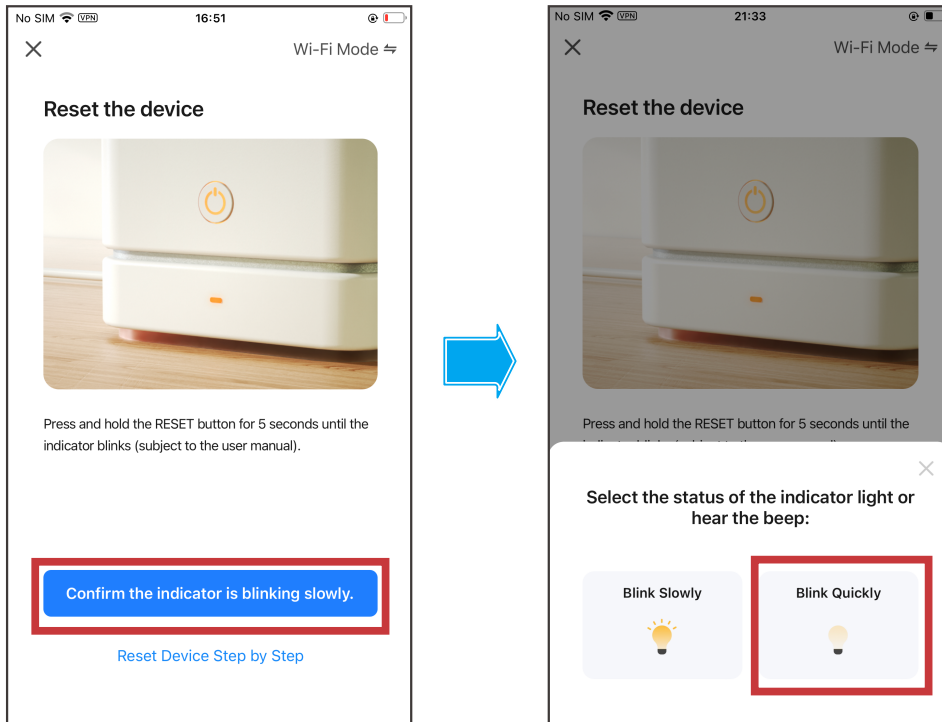 No SIM VPN 16:51
Wi-Fi Mode ⇋
Reset the device
Press and hold the RESET button for 5 seconds until the
indicator blinks (subject to the user manual).
Confirm the indicator is blinking slowly.
Reset Device Step by Step
No SIM VPN 21:33
Wi-Fi Mode ⇋
Reset the device
Press and hold the RESET button for 5 seconds until the
Select the status of the indicator light or
hear the beep:
Blink Slowly
Blink Quickly